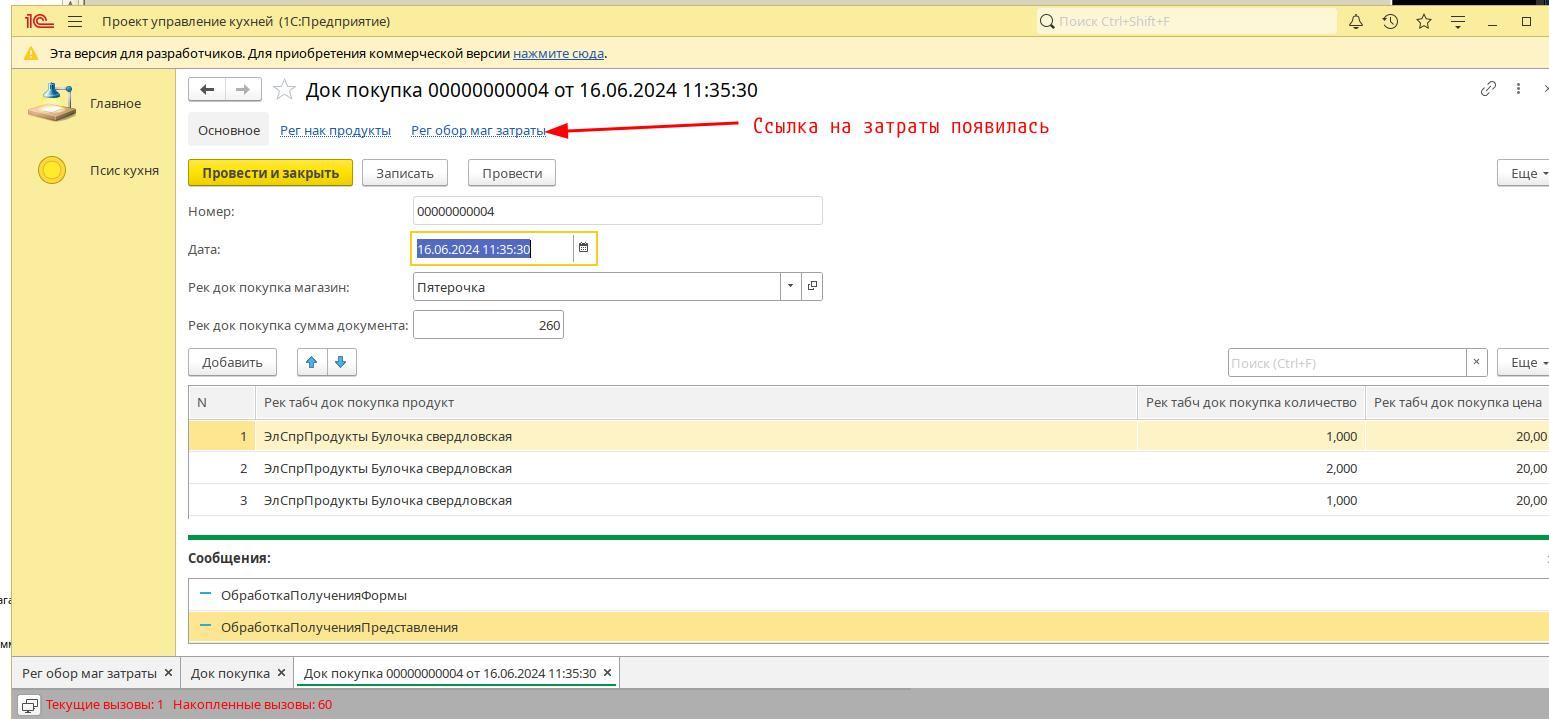 1С Проект управление кухней (1С:Предприятие) Поиск Ctrl+Shift+F
Эта версия для разработчиков. Для приобретения коммерческой версии нажмите сюда.
Главное
Псис кухня
Док покупка 00000000004 от 16.06.2024 11:35:30
Основное Рег нак продукты Рег обор маг затраты Ссылка на затраты появилась
Провести и закрыть Записать Провести Еще
Номер: 00000000004
Дата: 16.06.2024 11:35:30
Рек док покупка магазин: Пятерочка
Рек док покупка сумма документа: 260
Добавить Поиск (Ctrl+F) × Еще
N Рек табч док покупка продукт Рек табч док покупка количество Рек табч док покупка цена
1 ЭлСпрПродукты Булочка свердловская 1,000 20,00
2 ЭлСпрПродукты Булочка свердловская 2,000 20,00
3 ЭлСпрПродукты Булочка свердловская 1,000 20,00
Сообщения:
ОбработкаПолученияФормы
ОбработкаПолученияПредставления
Рег обор маг затраты × Док покупка × Док покупка 00000000004 от 16.06.2024 11:35:30 ×
Текущие вызовы: 1 Накопленные вызовы: 60